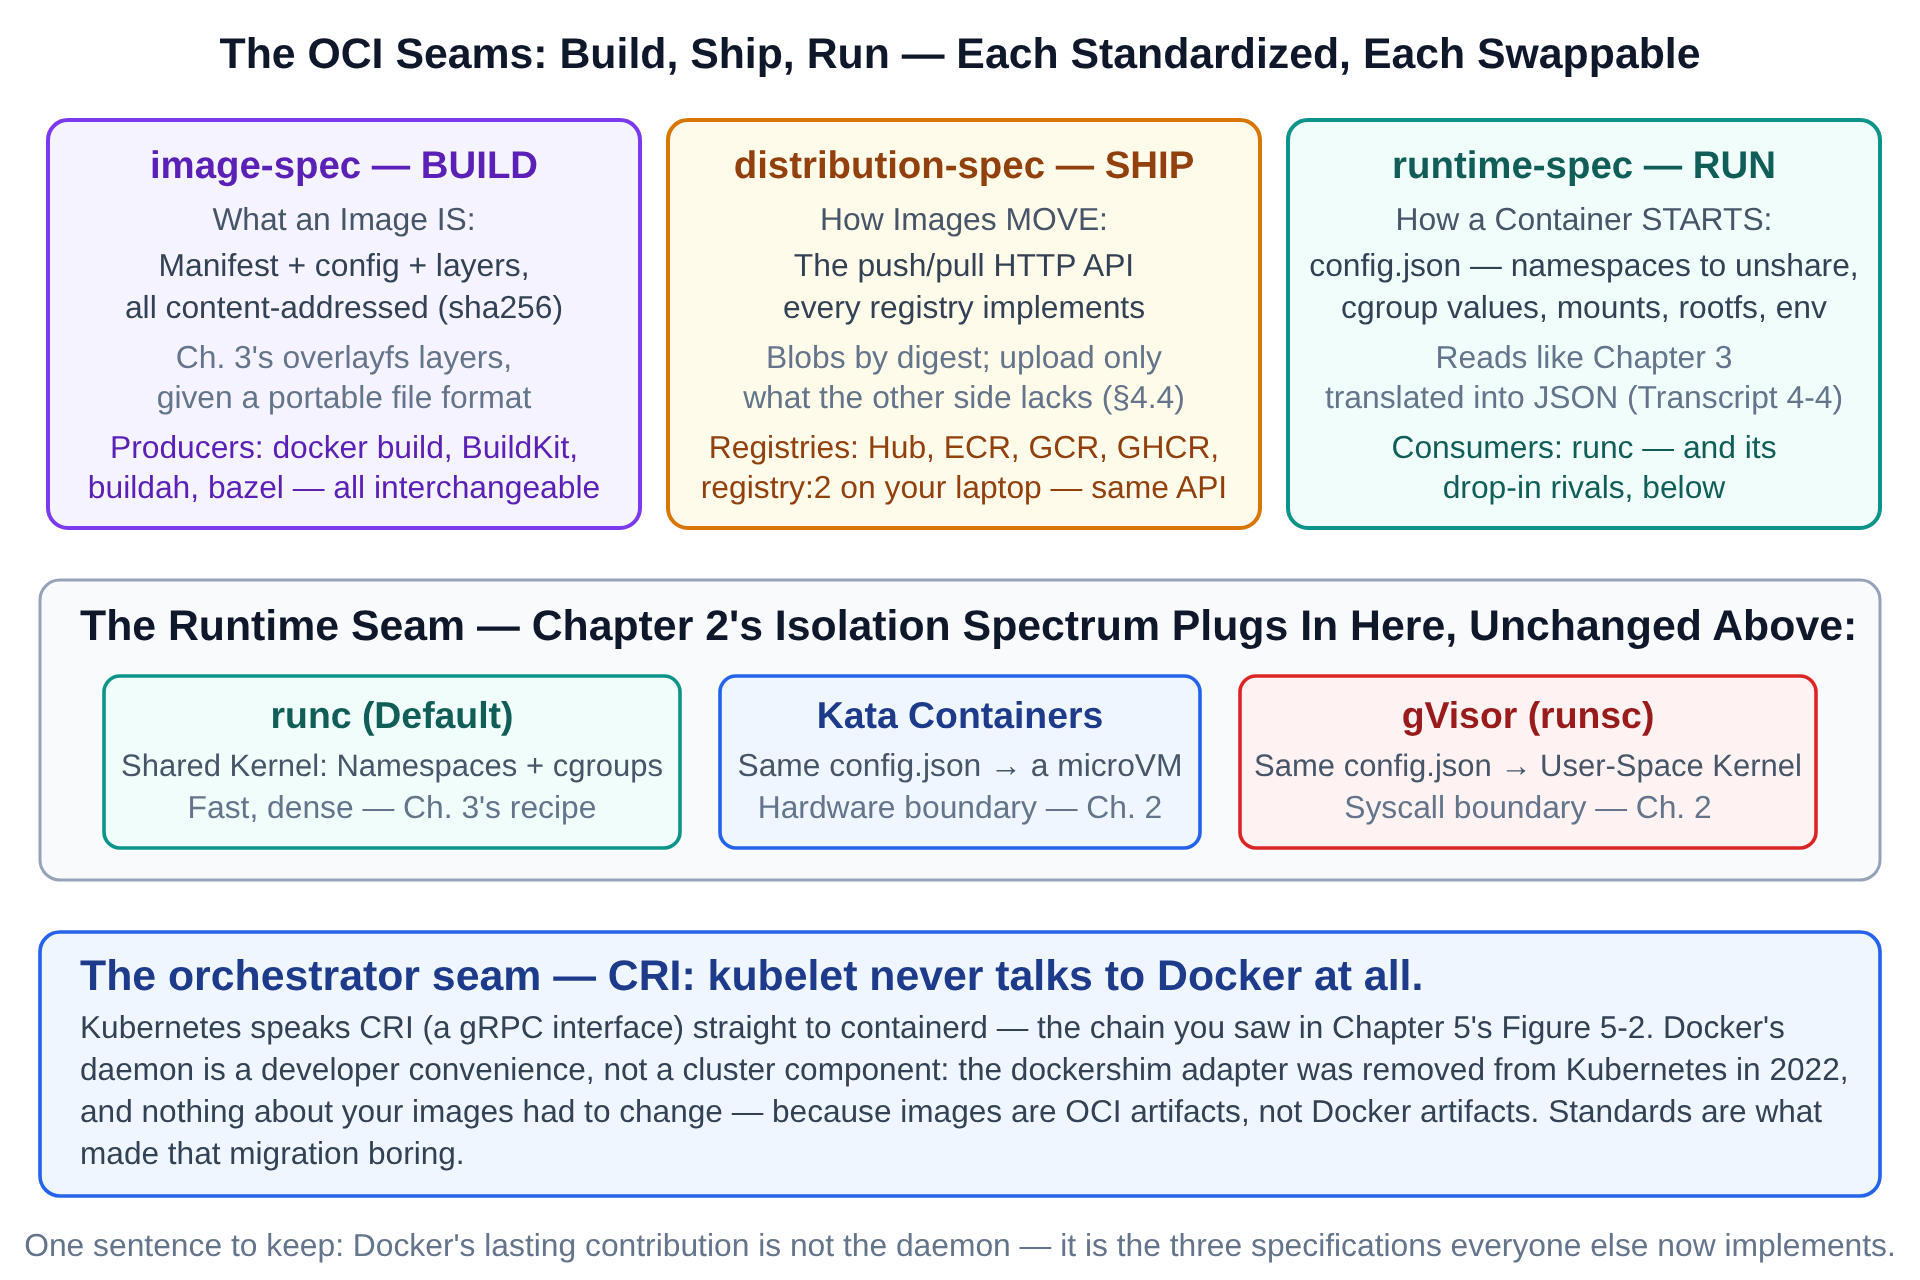 The OCI Seams: Build, Ship, Run — Each Standardized, Each Swappable
image-spec — BUILD
What an Image IS:
Manifest + config + layers,
all content-addressed (sha256)
Ch. 3's overlayfs layers,
given a portable file format
Producers: docker build, BuildKit,
buildah, bazel — all interchangeable
distribution-spec — SHIP
How Images MOVE:
The push/pull HTTP API
every registry implements
Blobs by digest; upload only
what the other side lacks (§4.4)
Registries: Hub, ECR, GCR, GHCR,
registry:2 on your laptop — same API
runtime-spec — RUN
How a Container STARTS:
config.json — namespaces to unshare,
cgroup values, mounts, rootfs, env
Reads like Chapter 3
translated into JSON (Transcript 4-4)
Consumers: runc — and its
drop-in rivals, below
The Runtime Seam — Chapter 2's Isolation Spectrum Plugs In Here, Unchanged Above:
runc (Default)
Shared Kernel: Namespaces + cgroups
Fast, dense — Ch. 3's recipe
Kata Containers
Same config.json → a microVM
Hardware boundary — Ch. 2
gVisor (runsc)
Same config.json → User-Space Kernel
Syscall boundary — Ch. 2
The orchestrator seam — CRI: kubelet never talks to Docker at all.
Kubernetes speaks CRI (a gRPC interface) straight to containerd — the chain you saw in Chapter 5's Figure 5-2. Docker's
daemon is a developer convenience, not a cluster component: the dockershim adapter was removed from Kubernetes in 2022,
and nothing about your images had to change — because images are OCI artifacts, not Docker artifacts. Standards are what
made that migration boring.
One sentence to keep: Docker's lasting contribution is not the daemon — it is the three specifications everyone else now implements.